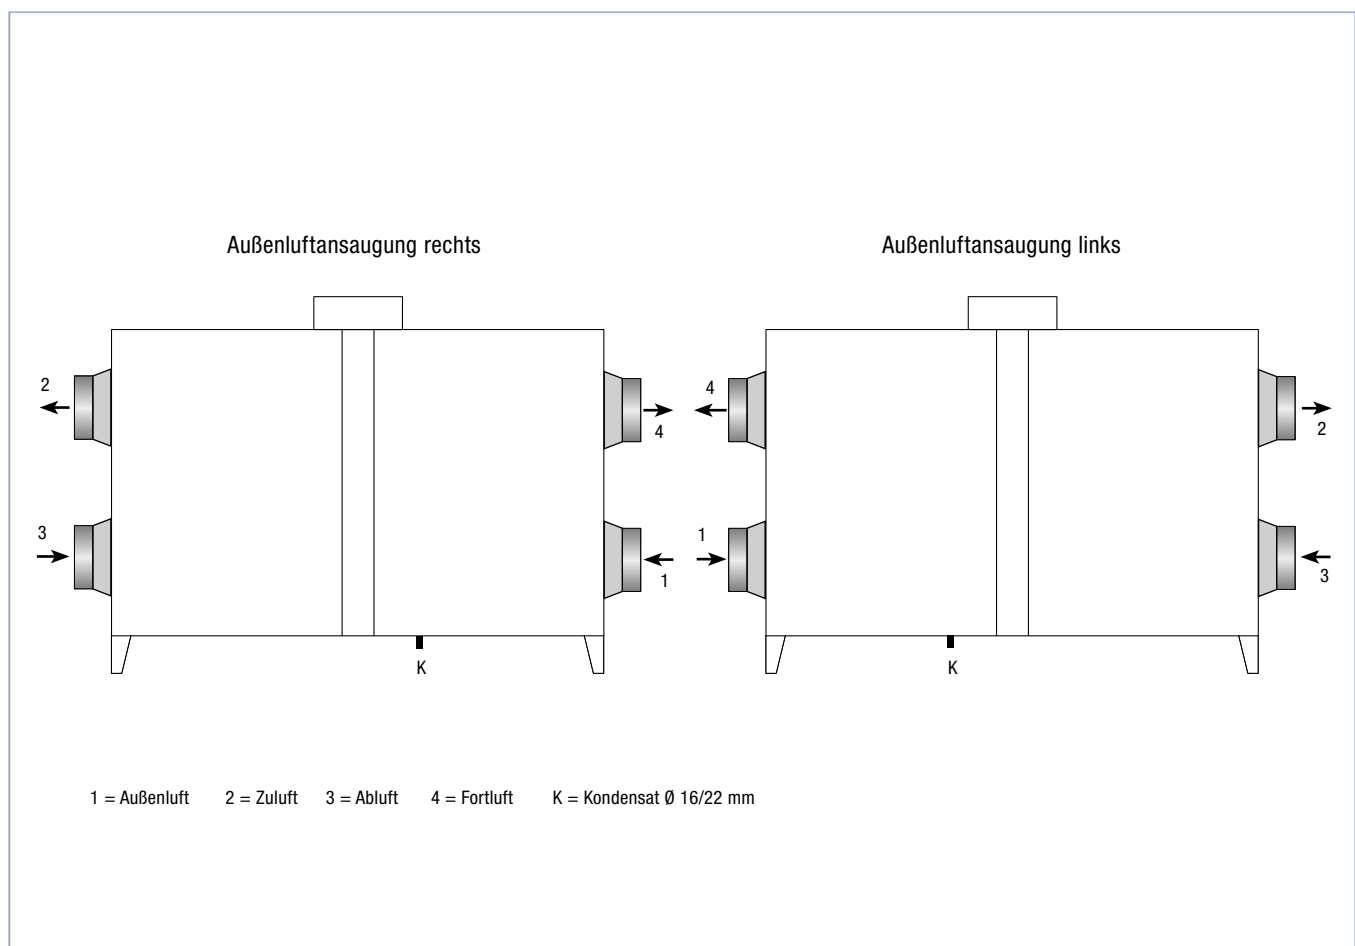 Außenluftansaugung rechts
Außenluftansaugung links
2
4
3
1
K
4
2
1
3
K
1 = Außenluft 2 = Zuluft 3 = Abluft 4 = Fortluft K = Kondensat Ø 16/22 mm